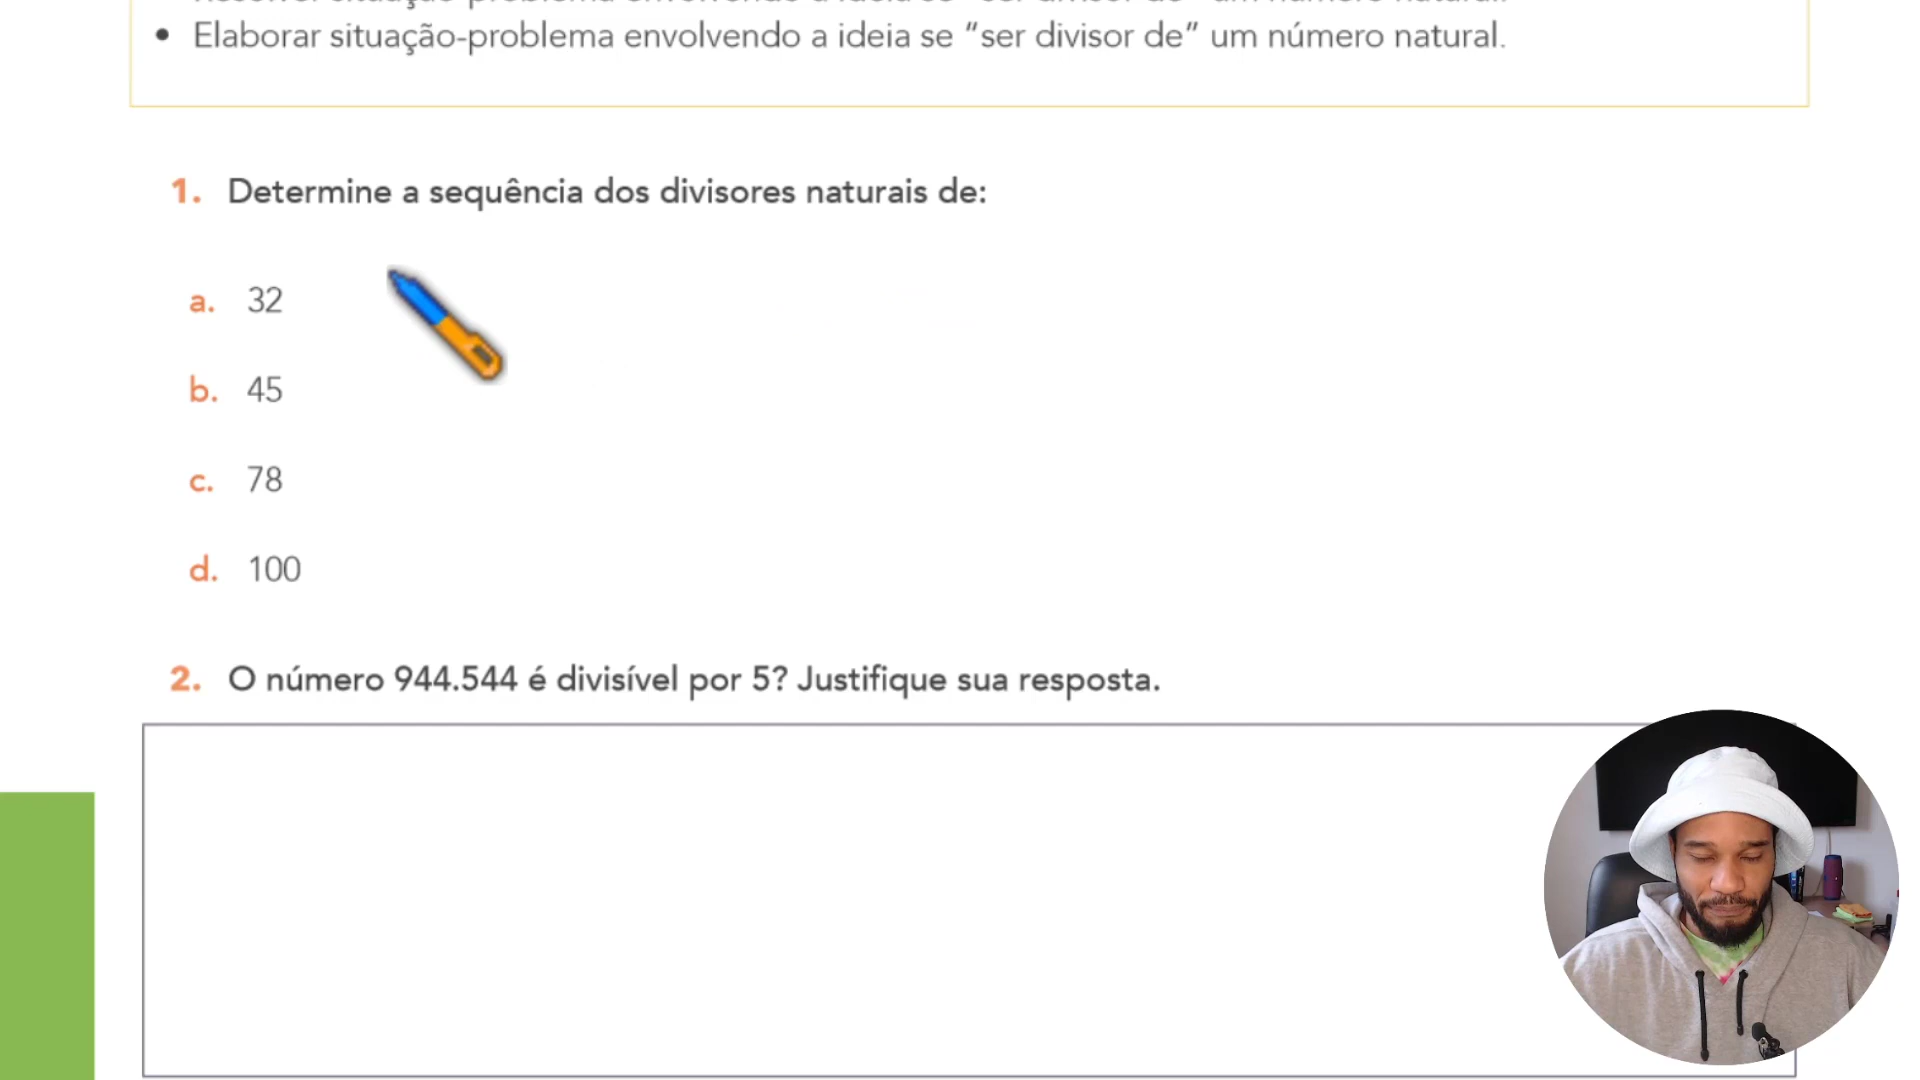 • Elaborar situação-problema envolvendo a ideia se “ser divisor de” um número natural.
1. Determine a sequência dos divisores naturais de:
a. 32
b. 45
c. 78
d. 100
2. O número 944.544 é divisível por 5? Justifique sua resposta.